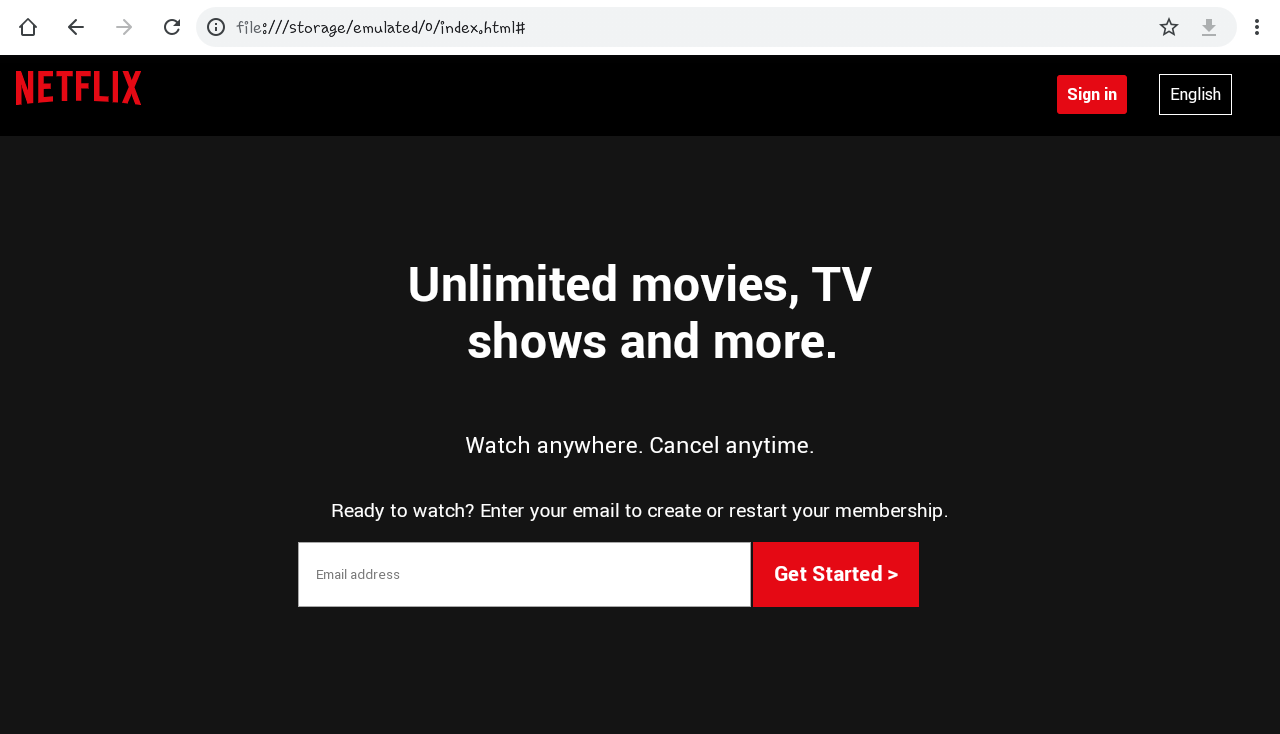 file:///storage/emulated/0/index.html#
NETFLIX
Sign in
English
Unlimited movies, TV
shows and more.
Watch anywhere. Cancel anytime.
Ready to watch? Enter your email to create or restart your membership.
Email address
Get Started >